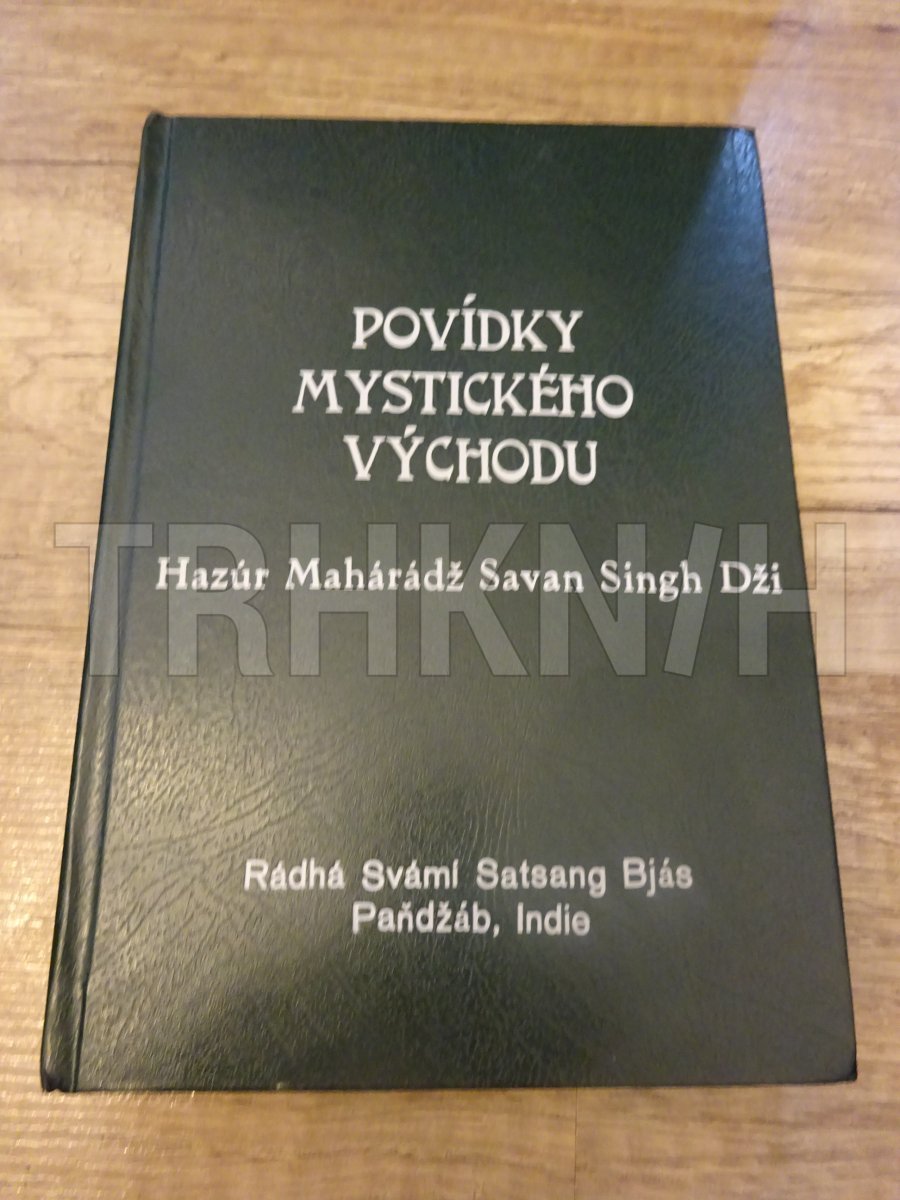 POVÍDKY
MYSTICKÉHO
VÝCHODU
TRHKNIH
Hazúr Mahárádž Savan Singh Dži
Rádhá Svámí Satsang Bjás
Paňdžáb, Indie